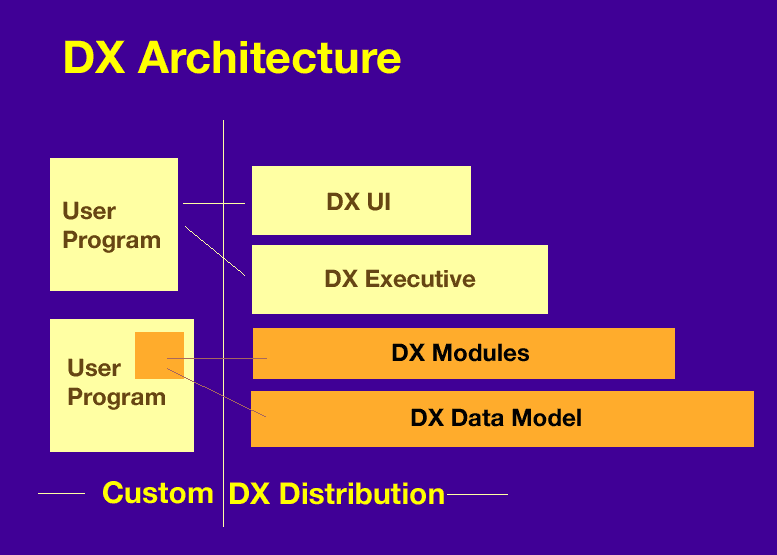 DX Architecture
User
Program
DX UI
DX Executive
User
Program
DX Modules
DX Data Model
Custom
DX Distribution